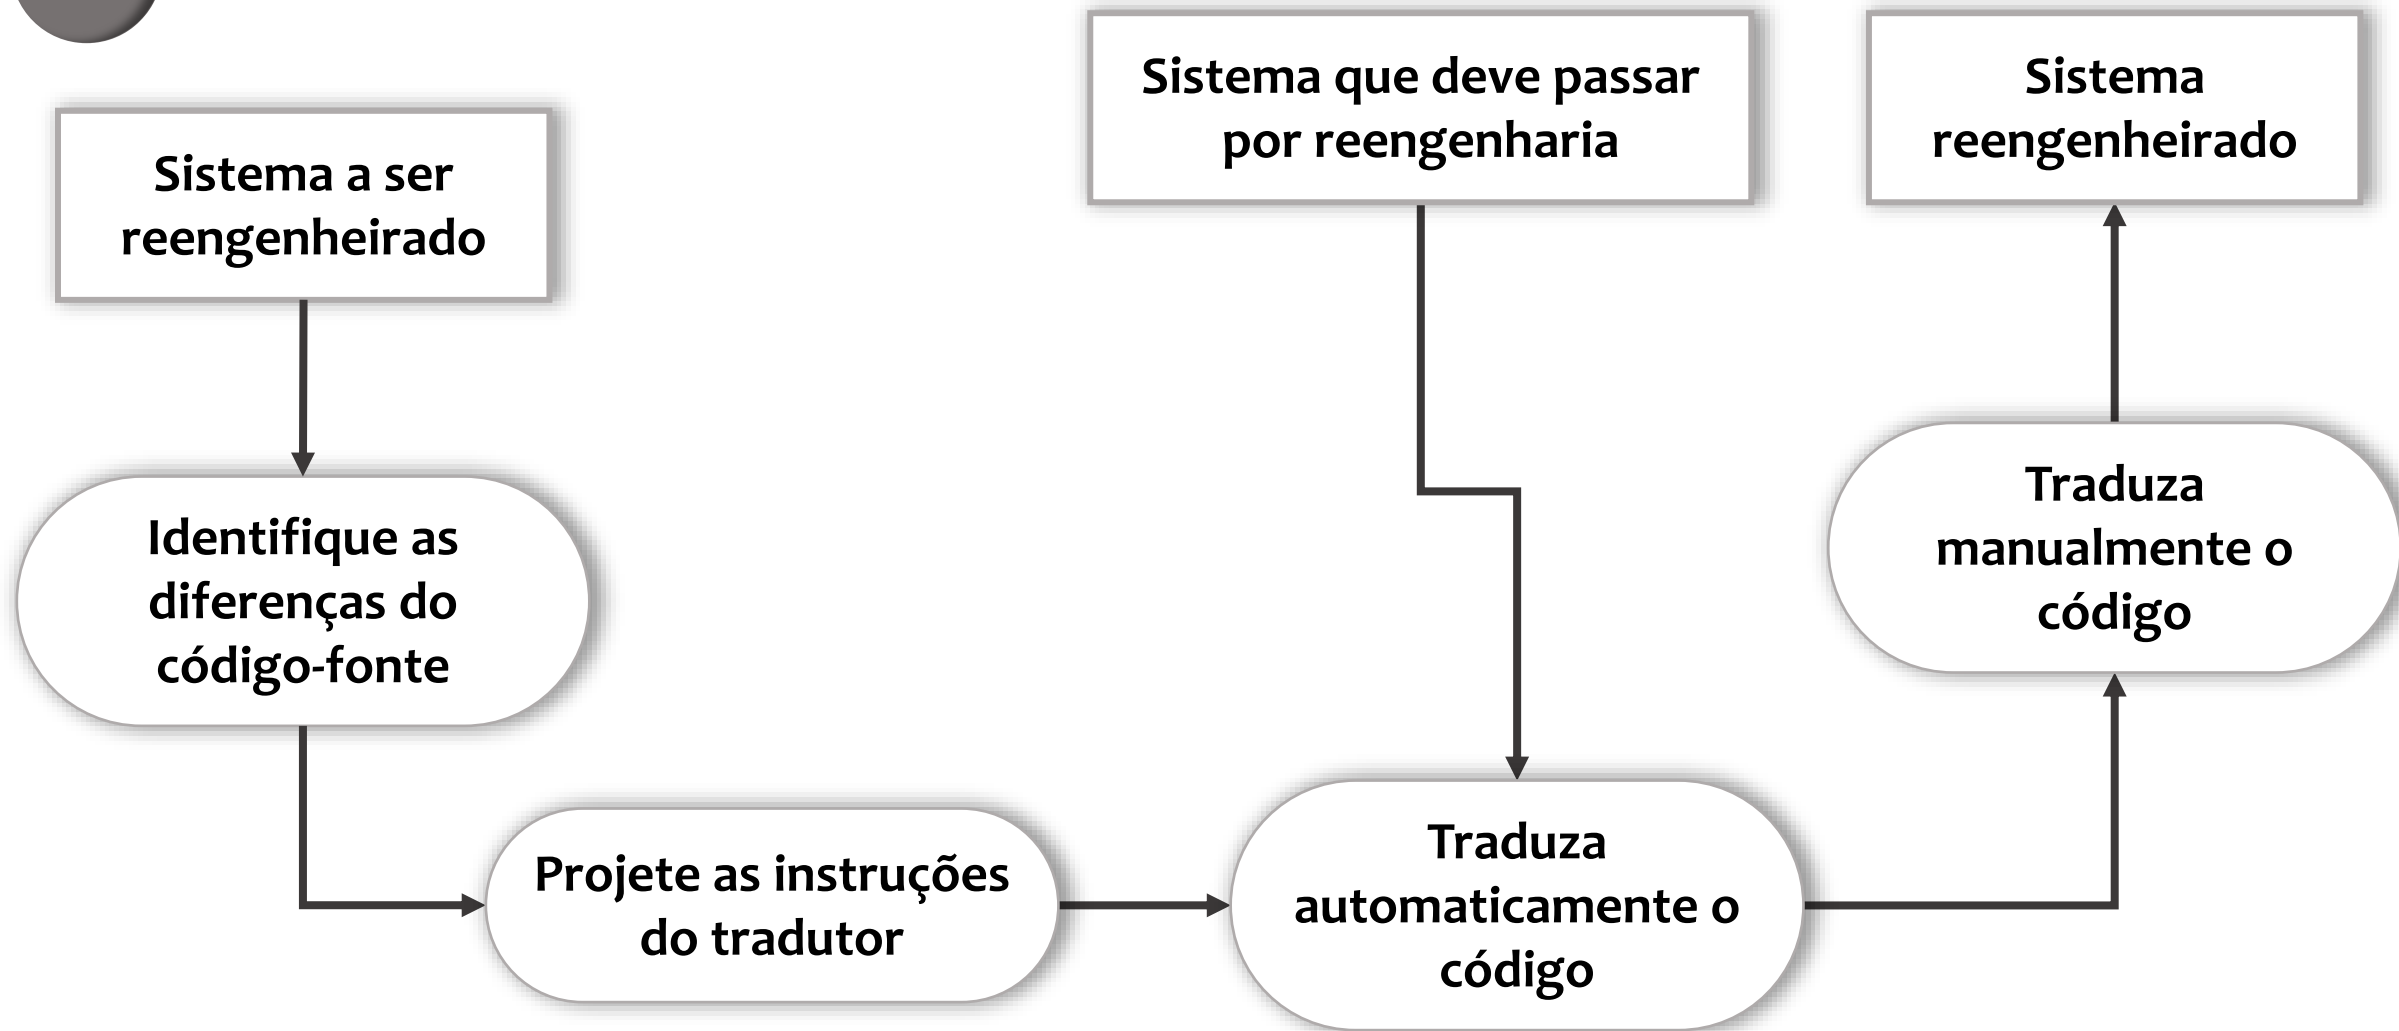 Sistema a ser
reengenheirado
Identifique as
diferenças do
código-fonte
Projete as instruções
do tradutor
Sistema que deve passar
por reengenharia
Traduza
automaticamente o
código
Traduza
manualmente o
código
Sistema
reengenheirado